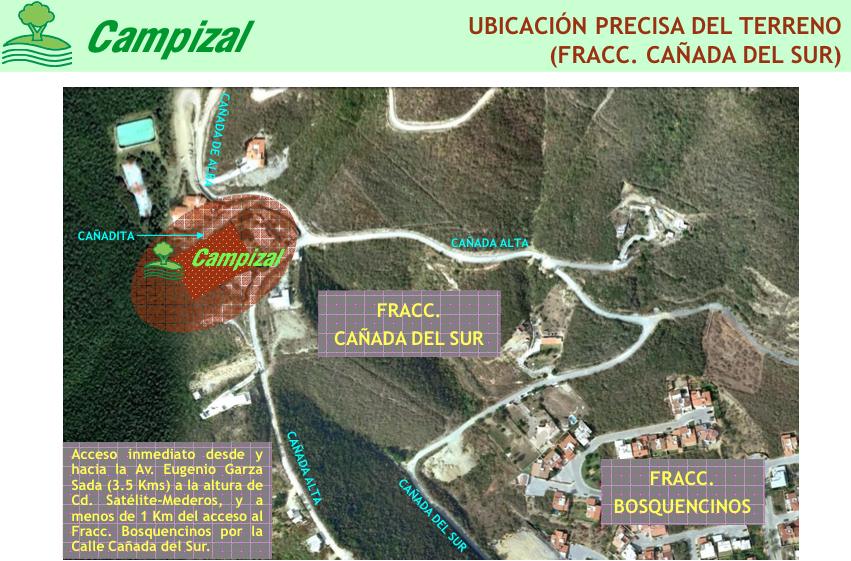 Campizal
UBICACIÓN PRECISA DEL TERRENO
(FRACC. CAÑADA DEL SUR)
CAÑADA DE ALBA
CAÑADITA
CAÑADA ALTA
Campizal
FRACC.
CAÑADA DEL SUR
CAÑADA ALTA
CAÑADA DEL SUR
Acceso inmediato desde y
hacia la Av. Eugenio Garza
Sada (3.5 Kms) a la altura de
Cd. Satélite-Mederos, y a
menos de 1 Km del acceso al
Fracc. Bosquencinos por la
Calle Cañada del Sur.
FRACC.
BOSQUENCINOS